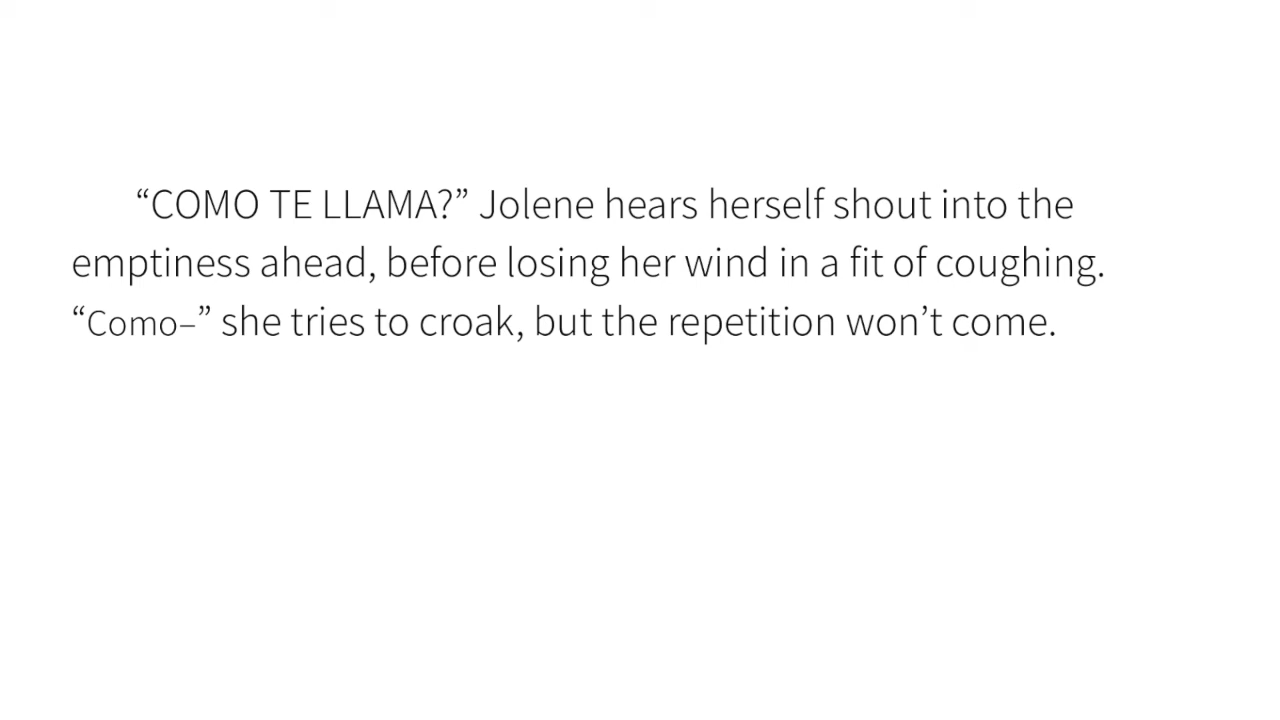 “COMO TE LLAMA?” Jolene hears herself shout into the
emptiness ahead, before losing her wind in a fit of coughing.
“Como–” she tries to croak, but the repetition won’t come.